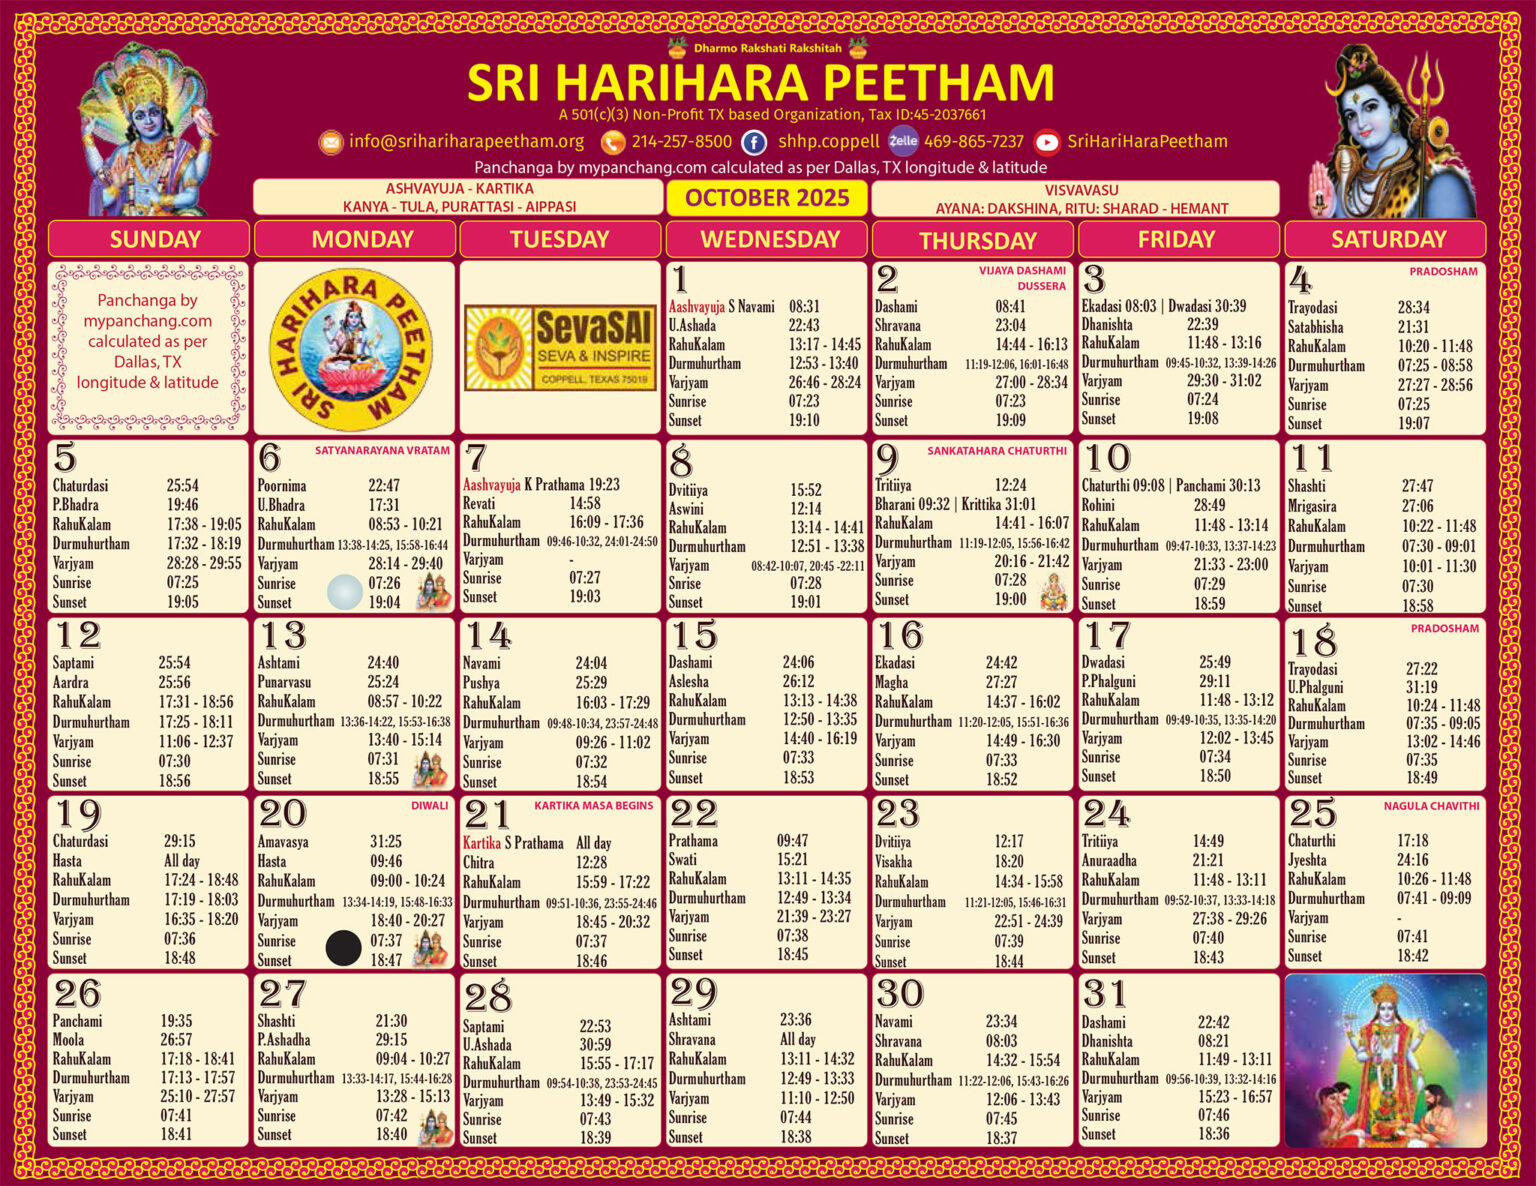 Dharmo Rakshati Rakshitah
SRI HARIHARA PEETHAM
A 501(c)(3) Non-Profit TX based Organization, Tax ID:45-2037661
info@srihariharapeetham.org 214-257-8500 shhp.coppell Zelle 469-865-7237 SriHariHaraPeetham
Panchanga by mypanchang.com calculated as per Dallas, TX longitude & latitude
ASHVAYUJA - KARTIKA
KANYA - TULA, PURATTASI - AIPPASI
OCTOBER 2025
VISVAVASU
AYANA: DAKSHINA, RITU: SHARAD - HEMANT
SUNDAY MONDAY TUESDAY WEDNESDAY THURSDAY FRIDAY SATURDAY
Panchanga by
mypanchang.com
calculated as per
Dallas, TX
longitude & latitude
SRI HARIHARA PEETHAM
SevaSAI
SEVA & INSPIRE
COPPELL, TEXAS 75019
1
Aashvayuja S Navami 08:31
U.Ashada 22:43
RahuKalam 13:17 - 14:45
Durmuhurtham 12:53 - 13:40
Varjyam 26:46 - 28:24
Sunrise 07:23
Sunset 19:10
2 VIJAYA DASHAMI
DUSSERA
Dashami 08:41
Shravana 23:04
RahuKalam 14:44 - 16:13
Durmuhurtham 11:19-12:06, 16:01-16:48
Varjyam 27:00 - 28:34
Sunrise 07:23
Sunset 19:09
3
Ekadasi 08:03 | Dwadasi 30:39
Dhanishta 22:39
RahuKalam 11:48 - 13:16
Durmuhurtham 09:45-10:32, 13:39-14:26
Varjyam 29:30 - 31:02
Sunrise 07:24
Sunset 19:08
4 PRADOSHAM
Trayodasi 28:34
Satabhisha 21:31
RahuKalam 10:20 - 11:48
Durmuhurtham 07:25 - 08:58
Varjyam 27:27 - 28:56
Sunrise 07:25
Sunset 19:07
5
Chaturdasi 25:54
P.Bhadra 19:46
RahuKalam 17:38 - 19:05
Durmuhurtham 17:32 - 18:19
Varjyam 28:28 - 29:55
Sunrise 07:25
Sunset 19:05
6 SATYANARAYANA VRATAM
Poornima 22:47
U.Bhadra 17:31
RahuKalam 08:53 - 10:21
Durmuhurtham 13:38-14:25, 15:58-16:44
Varjyam 28:14 - 29:40
Sunrise 07:26
Sunset 19:04
7
Aashvayuja K Prathama 19:23
Revati 14:58
RahuKalam 16:09 - 17:36
Durmuhurtham 09:46-10:32, 24:01-24:50
Varjyam -
Sunrise 07:27
Sunset 19:03
8
Dvitiiya 15:52
Aswini 12:14
RahuKalam 13:14 - 14:41
Durmuhurtham 12:51 - 13:38
Varjyam 08:42-10:07, 20:45 -22:11
Sunrise 07:28
Sunset 19:01
9 SANKATAHARA CHATURTHI
Tritiiya 12:24
Bharani 09:32 | Krittika 31:01
RahuKalam 14:41 - 16:07
Durmuhurtham 11:19-12:05, 15:56-16:42
Varjyam 20:16 - 21:42
Sunrise 07:28
Sunset 19:00
10
Chaturthi 09:08 | Panchami 30:13
Rohini 28:49
RahuKalam 11:48 - 13:14
Durmuhurtham 09:47-10:33, 13:37-14:23
Varjyam 21:33 - 23:00
Sunrise 07:29
Sunset 18:59
11
Shashti 27:47
Mrigasira 27:06
RahuKalam 10:22 - 11:48
Durmuhurtham 07:30 - 09:01
Varjyam 10:01 - 11:30
Sunrise 07:30
Sunset 18:58
12
Saptami 25:54
Aardra 25:56
RahuKalam 17:31 - 18:56
Durmuhurtham 17:25 - 18:11
Varjyam 11:06 - 12:37
Sunrise 07:30
Sunset 18:56
13
Ashtami 24:40
Punarvasu 25:24
RahuKalam 08:57 - 10:22
Durmuhurtham 13:36-14:22, 15:53-16:38
Varjyam 13:40 - 15:14
Sunrise 07:31
Sunset 18:55
14
Navami 24:04
Pushya 25:29
RahuKalam 16:03 - 17:29
Durmuhurtham 09:48-10:34, 23:57-24:48
Varjyam 09:26 - 11:02
Sunrise 07:32
Sunset 18:54
15
Dashami 24:06
Aslesha 26:12
RahuKalam 13:13 - 14:38
Durmuhurtham 12:50 - 13:35
Varjyam 14:40 - 16:19
Sunrise 07:33
Sunset 18:53
16
Ekadasi 24:42
Magha 27:27
RahuKalam 14:37 - 16:02
Durmuhurtham 11:20-12:05, 15:51-16:36
Varjyam 14:49 - 16:30
Sunrise 07:33
Sunset 18:52
17
Dwadasi 25:49
P.Phalguni 29:11
RahuKalam 11:48 - 13:12
Durmuhurtham 09:49-10:35, 13:35-14:20
Varjyam 12:02 - 13:45
Sunrise 07:34
Sunset 18:50
18 PRADOSHAM
Trayodasi 27:22
U.Phalguni 31:19
RahuKalam 10:24 - 11:48
Durmuhurtham 07:35 - 09:05
Varjyam 13:02 - 14:46
Sunrise 07:35
Sunset 18:49
19
Chaturdasi 29:15
Hasta All day
RahuKalam 17:24 - 18:48
Durmuhurtham 17:19 - 18:03
Varjyam 16:35 - 18:20
Sunrise 07:36
Sunset 18:48
20 DIWALI
Amavasya 31:25
Hasta 09:46
RahuKalam 09:00 - 10:24
Durmuhurtham 13:34-14:19, 15:48-16:33
Varjyam 18:40 - 20:27
Sunrise 07:37
Sunset 18:47
21 KARTIKA MASA BEGINS
Kartika S Prathama All day
Chitra 12:28
RahuKalam 15:59 - 17:22
Durmuhurtham 09:51-10:36, 23:55-24:46
Varjyam 18:45 - 20:32
Sunrise 07:37
Sunset 18:46
22
Prathama 09:47
Swati 15:21
RahuKalam 13:11 - 14:35
Durmuhurtham 12:49 - 13:34
Varjyam 21:39 - 23:27
Sunrise 07:38
Sunset 18:45
23
Dvitiiya 12:17
Visakha 18:20
RahuKalam 14:34 - 15:58
Durmuhurtham 11:21-12:05, 15:46-16:31
Varjyam 22:51 - 24:39
Sunrise 07:39
Sunset 18:44
24
Tritiiya 14:49
Anuraadha 21:21
RahuKalam 11:48 - 13:11
Durmuhurtham 09:52-10:37, 13:33-14:18
Varjyam 27:38 - 29:26
Sunrise 07:40
Sunset 18:43
25 NAGULA CHAVITHI
Chaturthi 17:18
Jyeshta 24:16
RahuKalam 10:26 - 11:48
Durmuhurtham 07:41 - 09:09
Varjyam -
Sunrise 07:41
Sunset 18:42
26
Panchami 19:35
Moola 26:57
RahuKalam 17:18 - 18:41
Durmuhurtham 17:13 - 17:57
Varjyam 25:10 - 27:57
Sunrise 07:41
Sunset 18:41
27
Shashti 21:30
P.Ashadha 29:15
RahuKalam 09:04 - 10:27
Durmuhurtham 13:33-14:17, 15:44-16:28
Varjyam 13:28 - 15:13
Sunrise 07:42
Sunset 18:40
28
Saptami 22:53
U.Ashada 30:59
RahuKalam 15:55 - 17:17
Durmuhurtham 09:54-10:38, 23:53-24:45
Varjyam 13:49 - 15:32
Sunrise 07:43
Sunset 18:39
29
Ashtami 23:36
Shravana All day
RahuKalam 13:11 - 14:32
Durmuhurtham 12:49 - 13:33
Varjyam 11:10 - 12:50
Sunrise 07:44
Sunset 18:38
30
Navami 23:34
Shravana 08:03
RahuKalam 14:32 - 15:54
Durmuhurtham 11:22-12:06, 15:43-16:26
Varjyam 12:06 - 13:43
Sunrise 07:45
Sunset 18:37
31
Dashami 22:42
Dhanishta 08:21
RahuKalam 11:49 - 13:11
Durmuhurtham 09:56-10:39, 13:32-14:16
Varjyam 15:23 - 16:57
Sunrise 07:46
Sunset 18:36